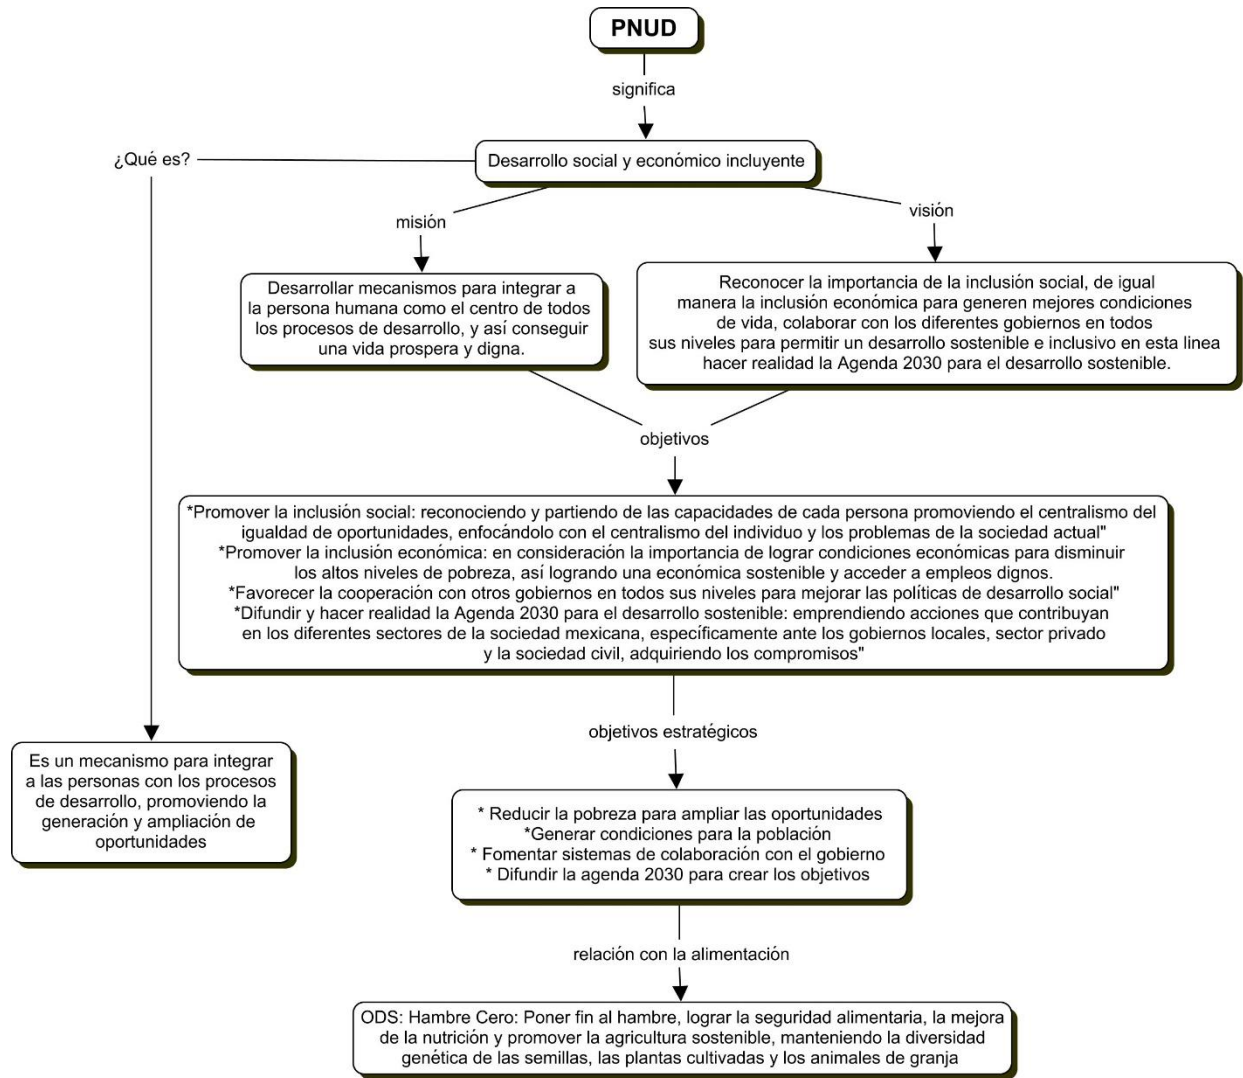 PNUD
significa
Desarrollo social y económico incluyente
¿Qué es?
misión
visión
Desarrollar mecanismos para integrar a
la persona humana como el centro de todos
los procesos de desarrollo, y así conseguir
una vida prospera y digna.
Reconocer la importancia de la inclusión social, de igual
manera la inclusión económica para generen mejores condiciones
de vida, colaborar con los diferentes gobiernos en todos
sus niveles para permitir un desarrollo sostenible e inclusivo en esta linea
hacer realidad la Agenda 2030 para el desarrollo sostenible.
objetivos
*Promover la inclusión social: reconociendo y partiendo de las capacidades de cada persona promoviendo el centralismo del
igualdad de oportunidades, enfocándolo con el centralismo del individuo y los problemas de la sociedad actual"
*Promover la inclusión económica: en consideración la importancia de lograr condiciones económicas para disminuir
los altos niveles de pobreza, así logrando una económica sostenible y acceder a empleos dignos.
*Favorecer la cooperación con otros gobiernos en todos sus niveles para mejorar las políticas de desarrollo social"
*Difundir y hacer realidad la Agenda 2030 para el desarrollo sostenible: emprendiendo acciones que contribuyan
en los diferentes sectores de la sociedad mexicana, específicamente ante los gobiernos locales, sector privado
y la sociedad civil, adquiriendo los compromisos"
objetivos estratégicos
Es un mecanismo para integrar
a las personas con los procesos
de desarrollo, promoviendo la
generación y ampliación de
oportunidades
* Reducir la pobreza para ampliar las oportunidades
*Generar condiciones para la población
* Fomentar sistemas de colaboración con el gobierno
* Difundir la agenda 2030 para crear los objetivos
relación con la alimentación
ODS: Hambre Cero: Poner fin al hambre, lograr la seguridad alimentaria, la mejora
de la nutrición y promover la agricultura sostenible, manteniendo la diversidad
genética de las semillas, las plantas cultivadas y los animales de granja